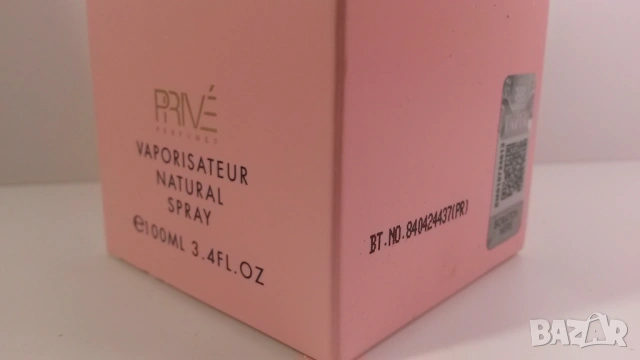 PRIVÉ
PERFUMES
VAPORISATEUR
NATURAL
SPRAY
℮100ML 3.4FL.OZ
BT.NO.840424437(PR)
BAZAR